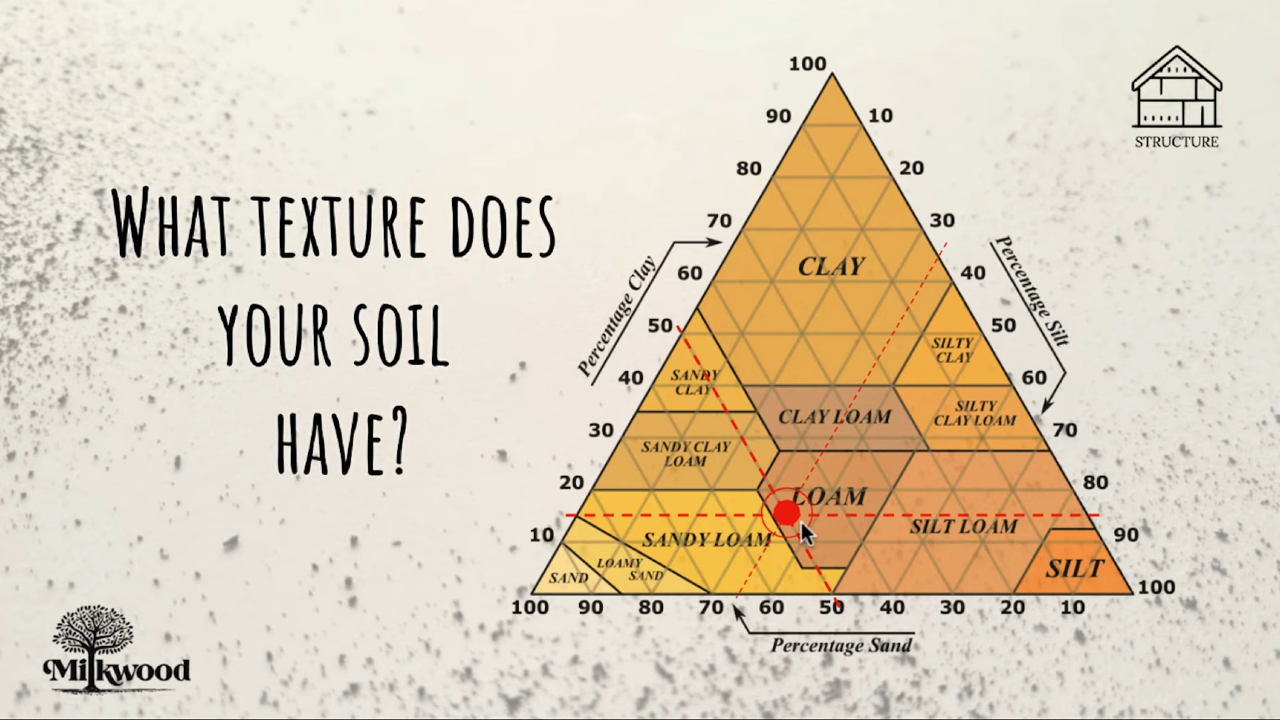 WHAT TEXTURE DOES
YOUR SOIL
HAVE?
STRUCTURE
100
90 10
80 20
70 30
60 40
50 50
40 60
30 70
20 80
10 90
100
Percentage Clay
Percentage Silt
CLAY
SILTY
CLAY
SANDY
CLAY
CLAY LOAM
SILTY
CLAY LOAM
SANDY CLAY
LOAM
LOAM
SILT LOAM
SANDY LOAM
LOAMY
SAND
SAND
SILT
100 90 80 70 60 50 40 30 20 10
Percentage Sand
Milkwood